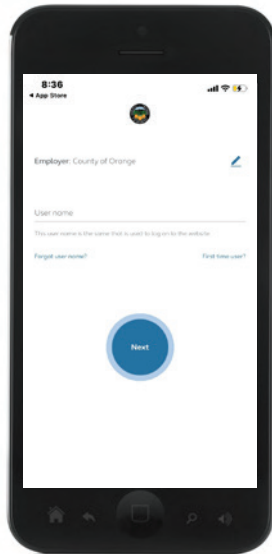 8:36
◀ App Store
Employer: County of Orange
User name
This user name is the same that is used to log on to the website
Forgot user name?
First time user?
Next